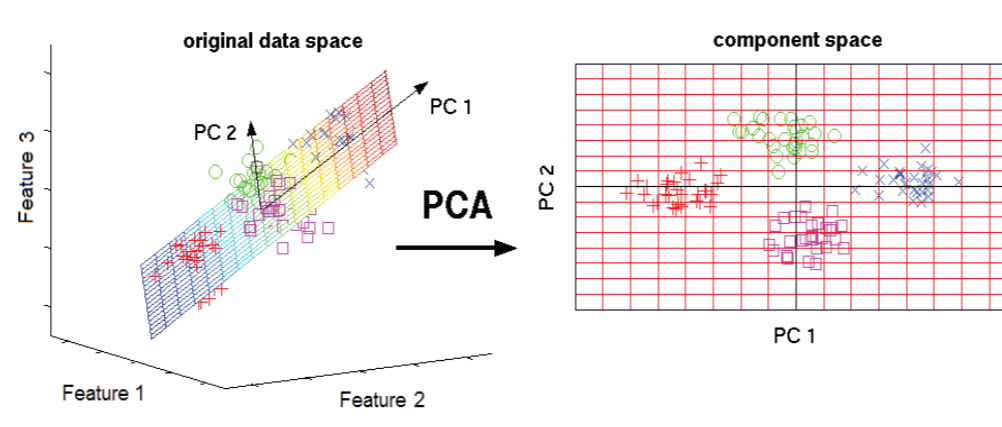 original data space
component space
PC 1
PC 2
Feature 3
PCA
PC 2
Feature 1
Feature 2
PC 1